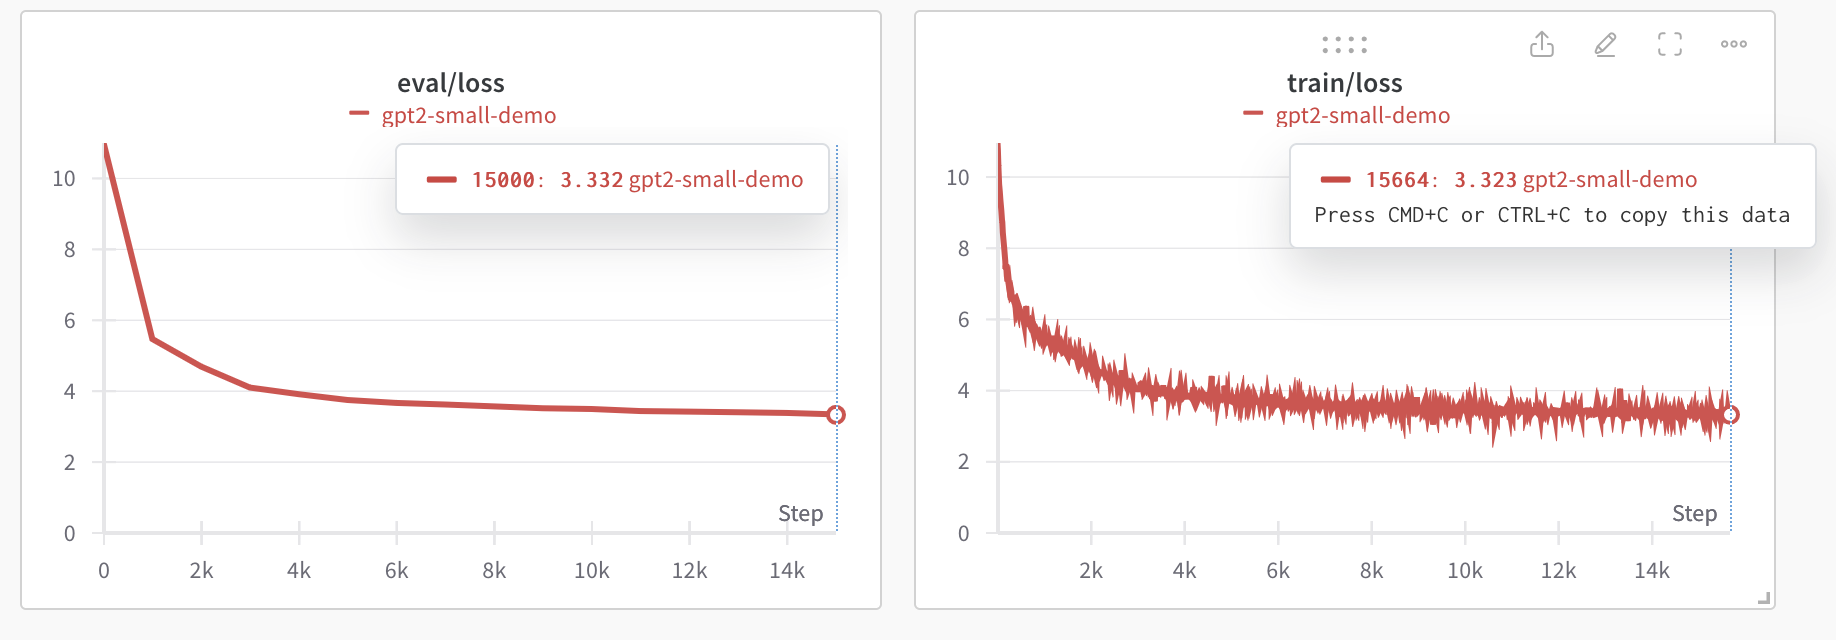 eval/loss
gpt2-small-demo
15000: 3.332 gpt2-small-demo
10
8
6
4
2
0
Step
0 2k 4k 6k 8k 10k 12k 14k
train/loss
gpt2-small-demo
15664: 3.323 gpt2-small-demo
Press CMD+C or CTRL+C to copy this data
10
8
6
4
2
0
Step
2k 4k 6k 8k 10k 12k 14k